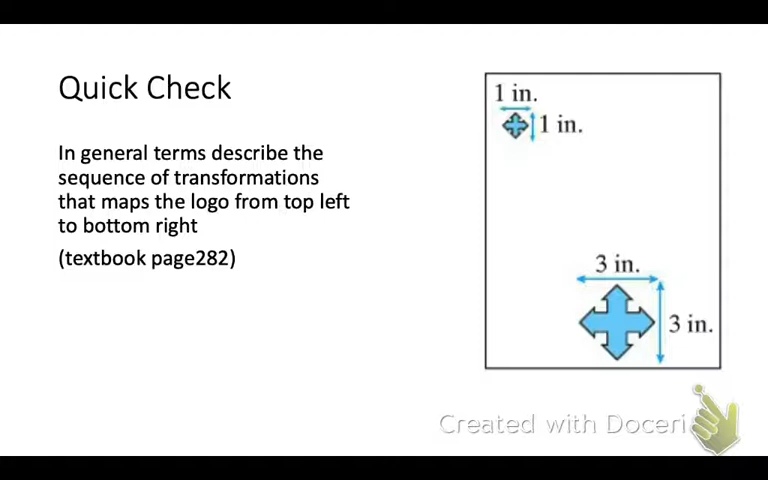 Quick Check
In general terms describe the
sequence of transformations
that maps the logo from top left
to bottom right
(textbook page282)
1 in.
1 in.
3 in.
3 in.
Created with Doceri